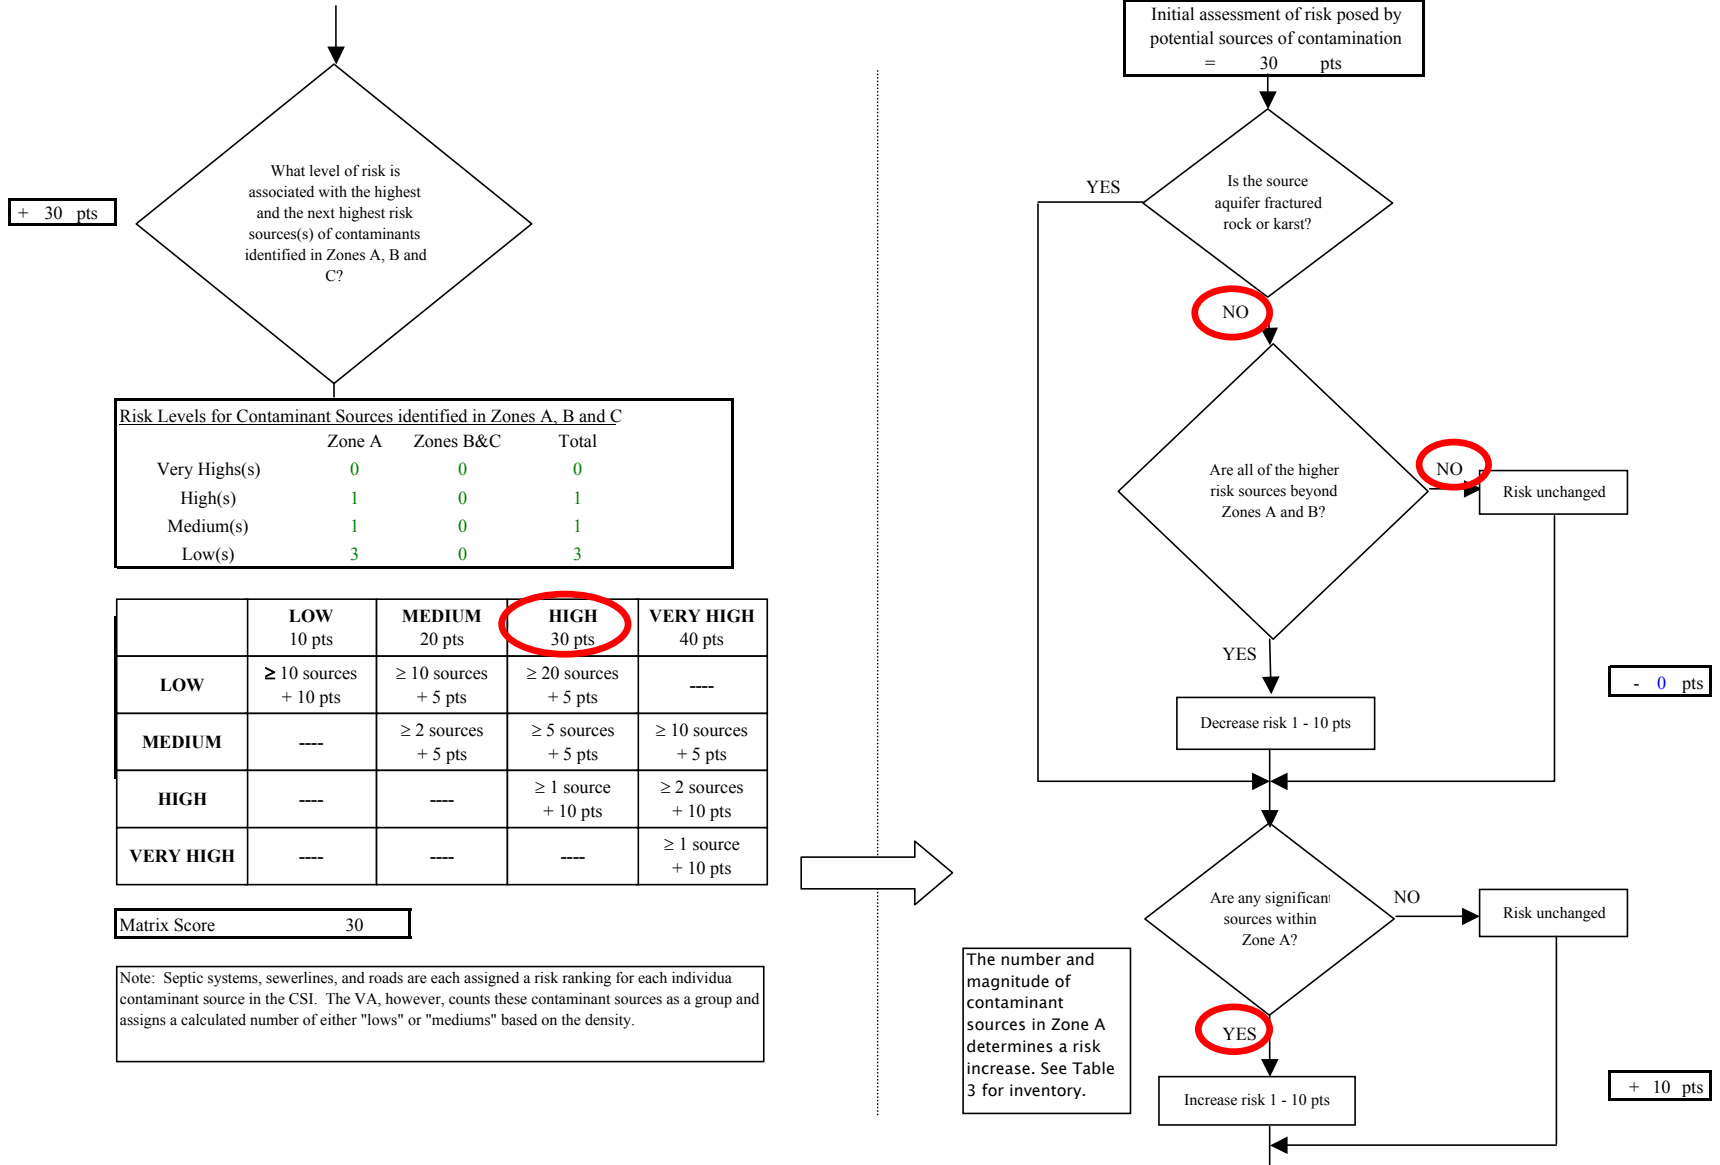 What level of risk is
associated with the highest
and the next highest risk
sources(s) of contaminants
identified in Zones A, B and
C?
+ 30 pts
Risk Levels for Contaminant Sources identified in Zones A, B and C
Zone A Zones B&C Total
Very Highs(s) 0 0 0
High(s) 1 0 1
Medium(s) 1 0 1
Low(s) 3 0 3
LOW MEDIUM HIGH VERY HIGH
10 pts 20 pts 30 pts 40 pts
LOW ≥ 10 sources ≥ 10 sources ≥ 20 sources ----
+ 10 pts + 5 pts + 5 pts
MEDIUM ---- ≥ 2 sources ≥ 5 sources ≥ 10 sources
+ 5 pts + 5 pts + 5 pts
HIGH ---- ---- ≥ 1 source ≥ 2 sources
+ 10 pts + 10 pts
VERY HIGH ---- ---- ---- ≥ 1 source
+ 10 pts
Matrix Score 30
Note: Septic systems, sewerlines, and roads are each assigned a risk ranking for each individua
contaminant source in the CSI. The VA, however, counts these contaminant sources as a group and
assigns a calculated number of either "lows" or "mediums" based on the density.
Initial assessment of risk posed by
potential sources of contamination
= 30 pts
YES
Is the source
aquifer fractured
rock or karst?
NO
Are all of the higher
risk sources beyond
Zones A and B?
NO
Risk unchanged
YES
- 0 pts
Decrease risk 1 - 10 pts
Are any significant
sources within
Zone A?
NO
Risk unchanged
The number and
magnitude of
contaminant
sources in Zone A
determines a risk
increase. See Table
3 for inventory.
YES
Increase risk 1 - 10 pts
+ 10 pts